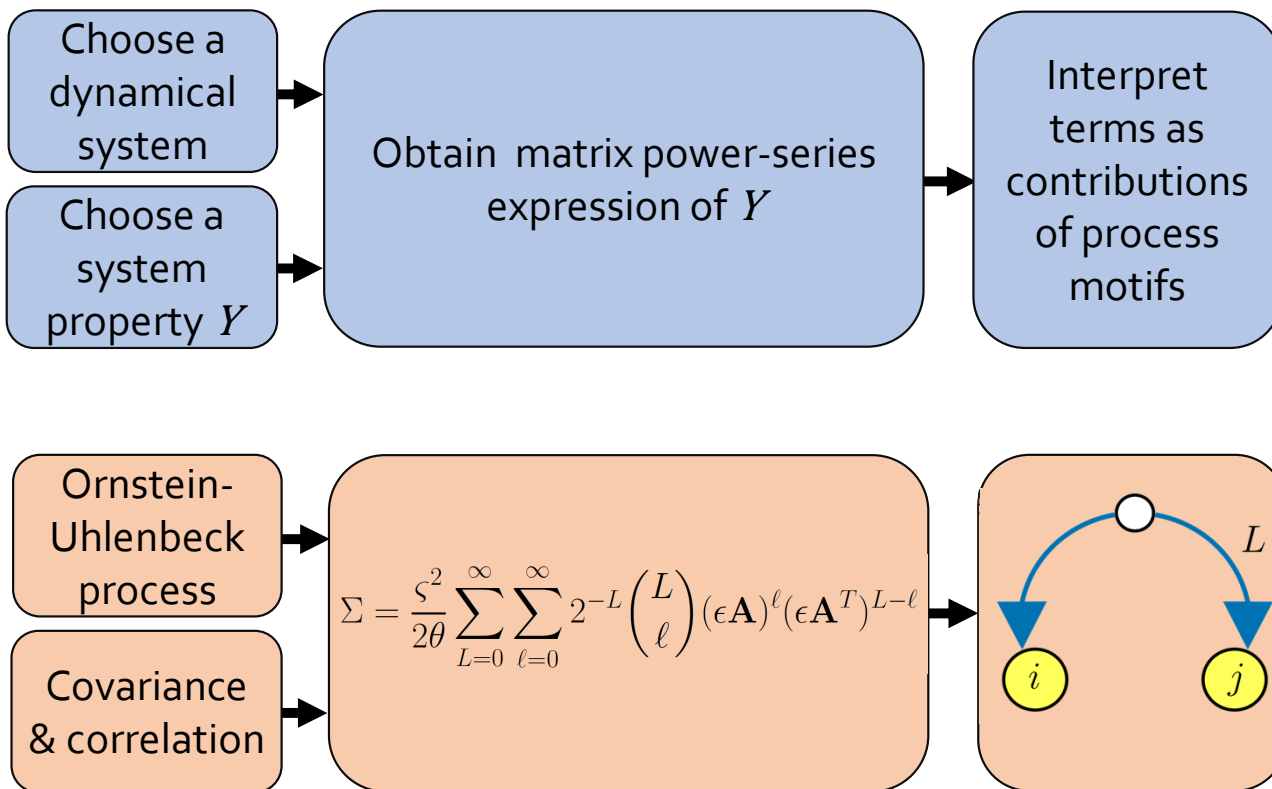 Choose a
dynamical
system
Choose a
system
property Y
Obtain matrix power-series
expression of Y
Interpret
terms as
contributions
of process
motifs
Ornstein-
Uhlenbeck
process
Covariance
& correlation
Σ = ς²/2θ ∑_{L=0}^{∞} ∑_{ℓ=0}^{∞} 2^{-L} \binom{L}{ℓ} (ϵ𝐀)^ℓ (ϵ𝐀^T)^{L−ℓ}
L
i
j